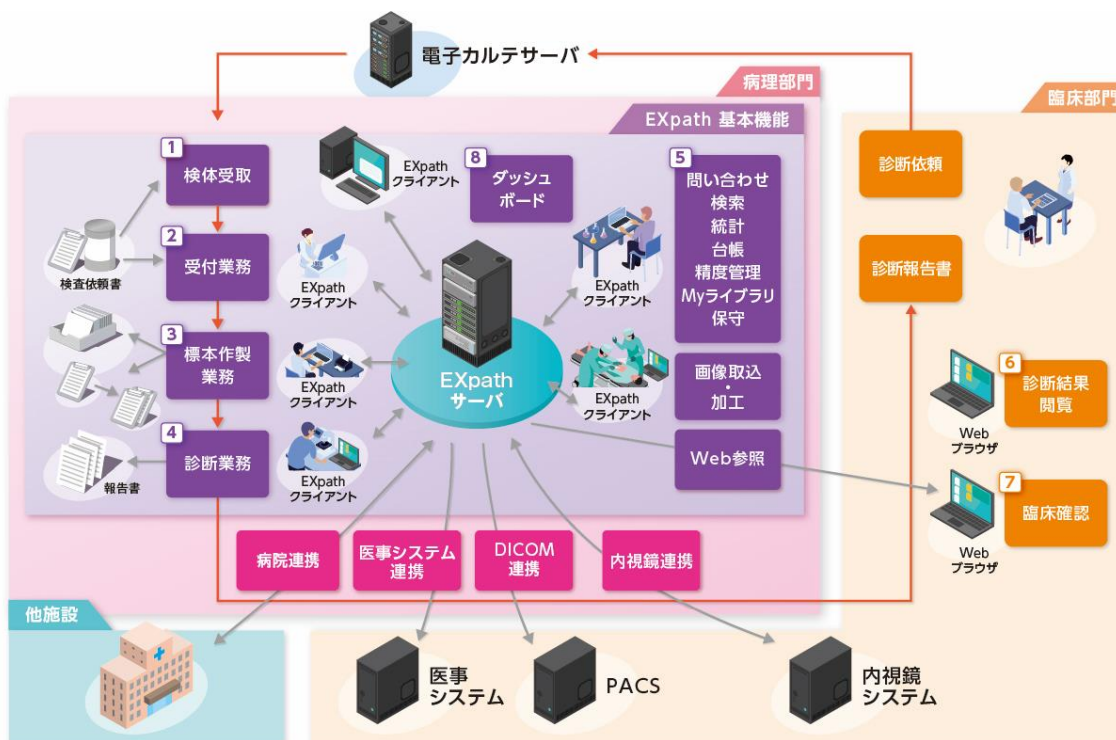 電子カルテサーバ
病理部門
臨床部門
EXpath 基本機能
1
検体受取
EXpath
クライアント
8
ダッシュ
ボード
5
問い合わせ
検索
統計
台帳
精度管理
Myライブラリ
保守
診断依頼
2
受付業務
検査依頼書
EXpath
クライアント
EXpath
クライアント
診断報告書
3
標本作製
業務
EXpath
クライアント
EXpath
サーバ
EXpath
クライアント
画像取込
・
加工
6
診断結果
閲覧
Web
ブラウザ
4
診断業務
報告書
EXpath
クライアント
Web参照
7
臨床確認
Web
ブラウザ
病院連携
医事システム
連携
DICOM
連携
内視鏡連携
他施設
医事
システム
PACS
内視鏡
システム